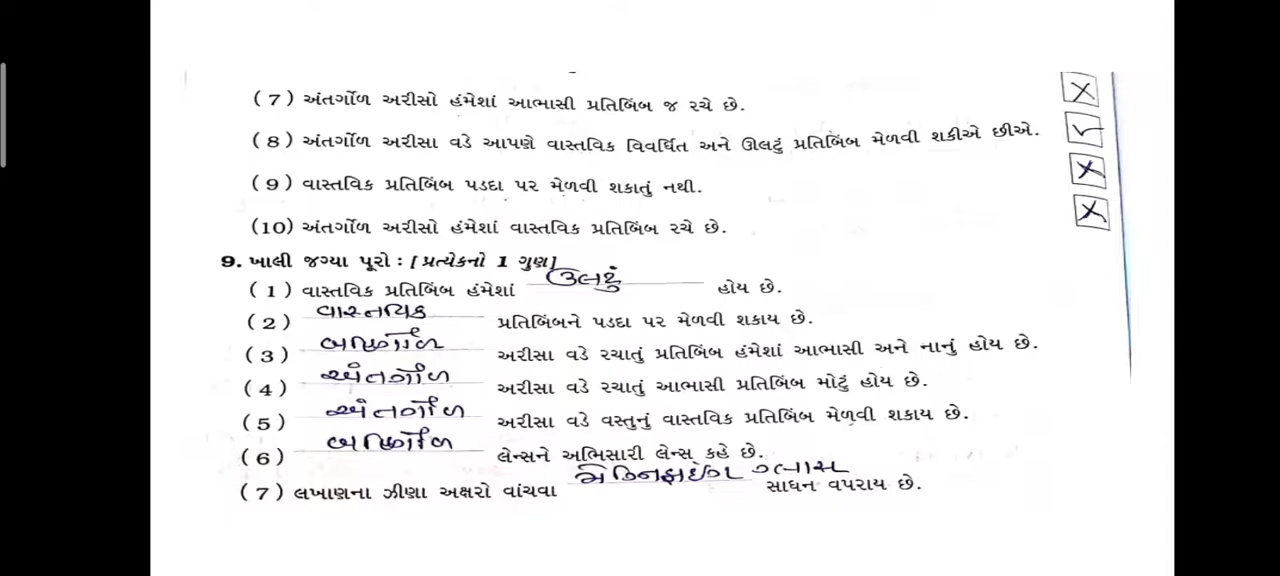 (7) અંતર્ગોળ અરીસો હંમેશાં આભાસી પ્રતિબિંબ જ રચે છે. ×
(8) અંતર્ગોળ અરીસા વડે આપણે વાસ્તવિક વિવર્ધિત અને ઊલટું પ્રતિબિંબ મેળવી શકીએ છીએ. ✓
(9) વાસ્તવિક પ્રતિબિંબ પડદા પર મેળવી શકાતું નથી. ×
(10) અંતર્ગોળ અરીસો હંમેશાં વાસ્તવિક પ્રતિબિંબ રચે છે. ×
9. ખાલી જગ્યા પૂરો : [પ્રત્યેકનો 1 ગુણ]
(1) વાસ્તવિક પ્રતિબિંબ હંમેશાં ઉલટું હોય છે.
(2) વાસ્તવિક પ્રતિબિંબને પડદા પર મેળવી શકાય છે.
(3) બહિર્ગોળ અરીસા વડે રચાતું પ્રતિબિંબ હંમેશાં આભાસી અને નાનું હોય છે.
(4) અંતર્ગોળ અરીસા વડે રચાતું આભાસી પ્રતિબિંબ મોટું હોય છે.
(5) અંતર્ગોળ અરીસા વડે વસ્તુનું વાસ્તવિક પ્રતિબિંબ મેળવી શકાય છે.
(6) બહિર્ગોળ લેન્સને અભિસારી લેન્સ કહે છે.
(7) લખાણના ઝીણા અક્ષરો વાંચવા મેગ્નિફાઇંગ ગ્લાસ સાધન વપરાય છે.